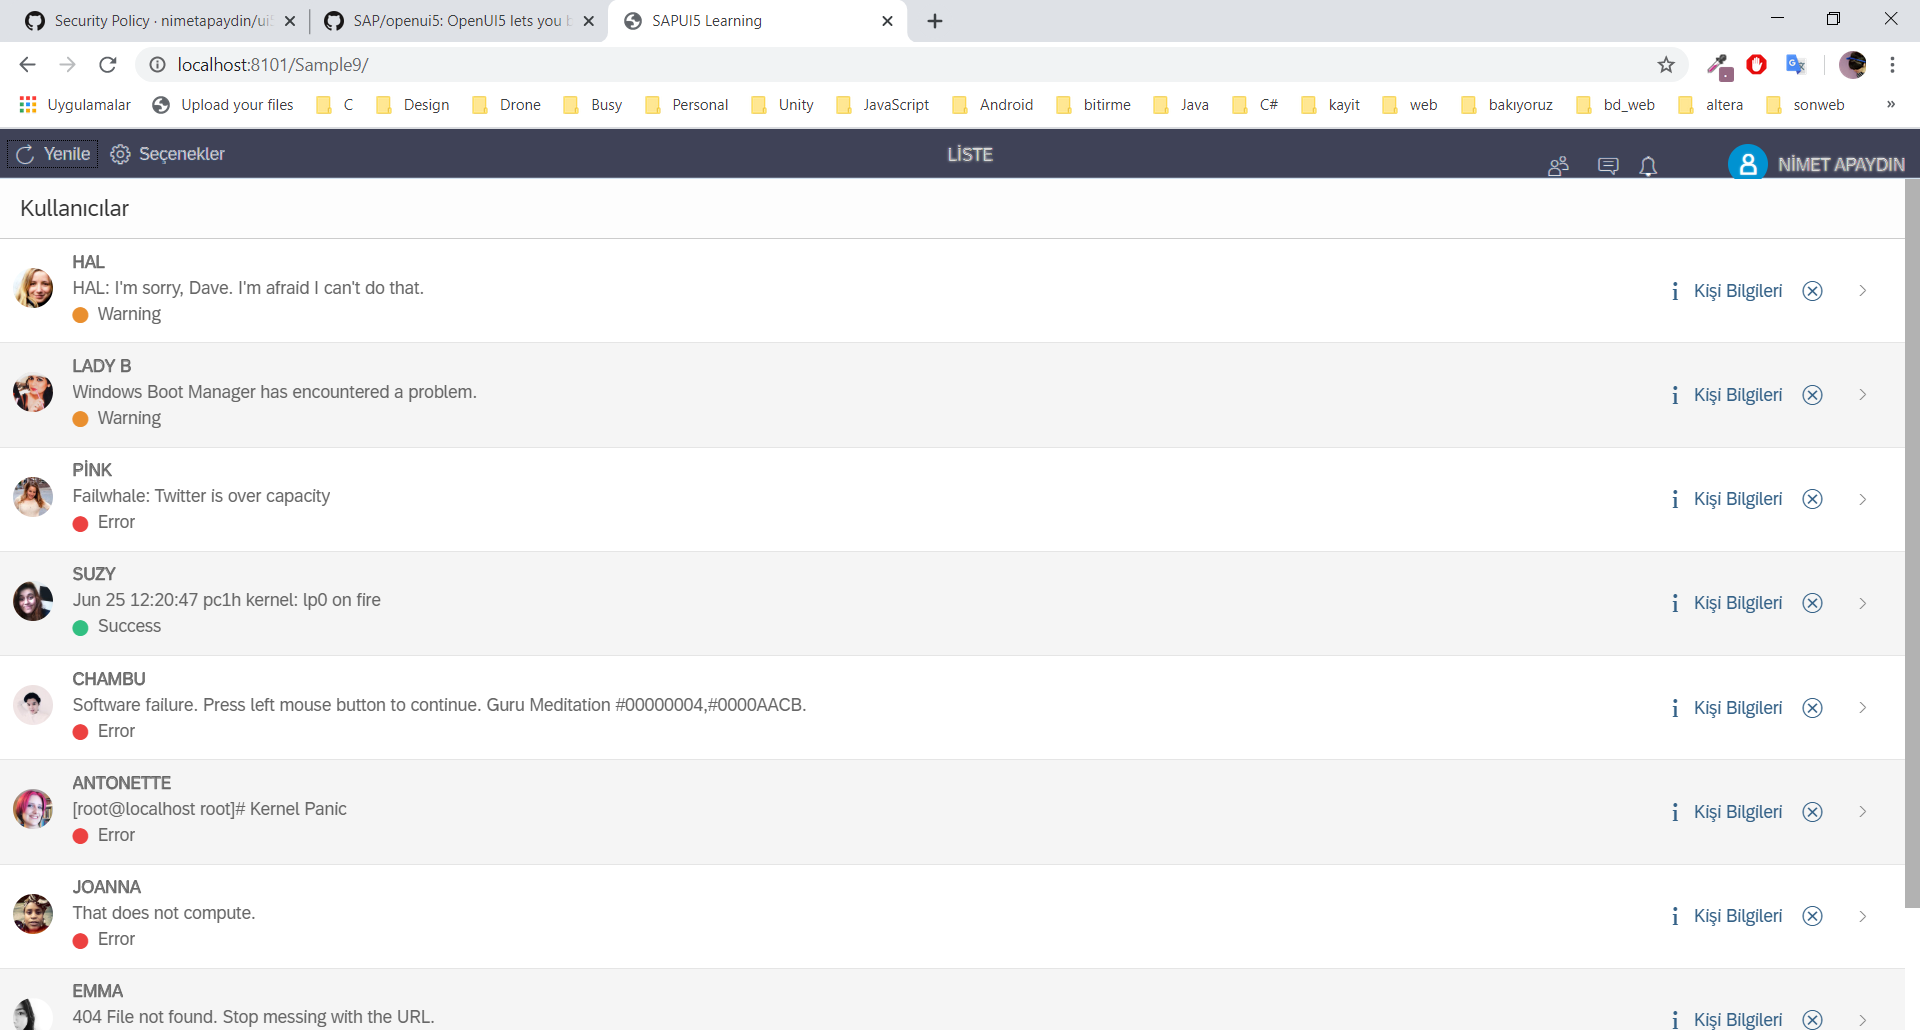 Security Policy · nimetapaydin/ui
SAP/openui5: OpenUI5 lets you b
SAPUI5 Learning
localhost:8101/Sample9/
Uygulamalar
Upload your files
C
Design
Drone
Busy
Personal
Unity
JavaScript
Android
bitirme
Java
C#
kayit
web
bakıyoruz
bd_web
altera
sonweb
»
Yenile
Seçenekler
LİSTE
NİMET APAYDIN
Kullanıcılar
HAL
HAL: I'm sorry, Dave. I'm afraid I can't do that.
Warning
Kişi Bilgileri
LADY B
Windows Boot Manager has encountered a problem.
Warning
Kişi Bilgileri
PİNK
Failwhale: Twitter is over capacity
Error
Kişi Bilgileri
SUZY
Jun 25 12:20:47 pc1h kernel: lp0 on fire
Success
Kişi Bilgileri
CHAMBU
Software failure. Press left mouse button to continue. Guru Meditation #00000004,#0000AACB.
Error
Kişi Bilgileri
ANTONETTE
[root@localhost root]# Kernel Panic
Error
Kişi Bilgileri
JOANNA
That does not compute.
Error
Kişi Bilgileri
EMMA
404 File not found. Stop messing with the URL.
Kişi Bilgileri